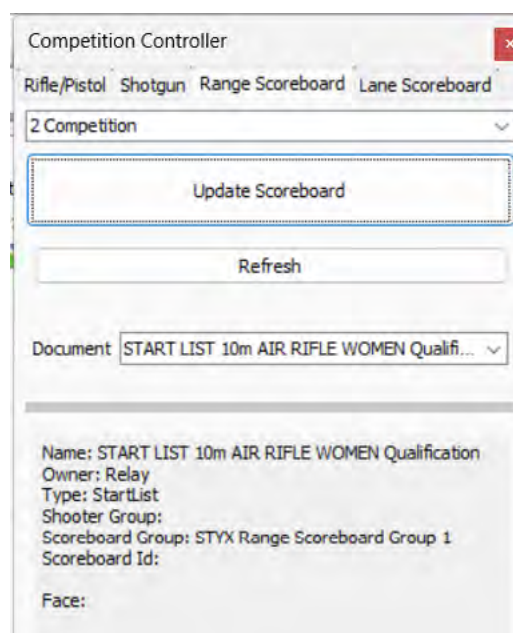 Competition Controller
x
Rifle/Pistol Shotgun Range Scoreboard Lane Scoreboard
2 Competition
Update Scoreboard
Refresh
Document START LIST 10m AIR RIFLE WOMEN Qualifi...
Name: START LIST 10m AIR RIFLE WOMEN Qualification
Owner: Relay
Type: StartList
Shooter Group:
Scoreboard Group: STYX Range Scoreboard Group 1
Scoreboard Id:
Face: